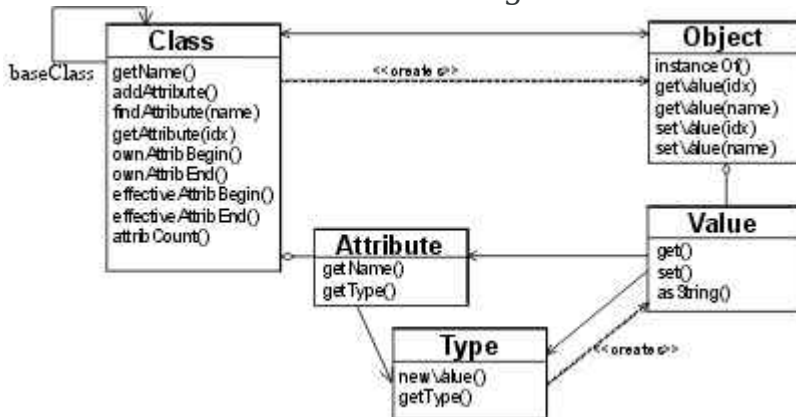 Class
getName()
addAttribute()
findAttribute(name)
getAttribute(idx)
ownAttribBegin()
ownAttribEnd()
effectiveAttribBegin()
effectiveAttribEnd()
attribCount()
baseClass
<<creates>>
Object
instanceOf()
getValue(idx)
getValue(name)
setValue(idx)
setValue(name)
Attribute
getName()
getType()
Value
get()
set()
asString()
Type
newValue()
getType()
<<creates>>